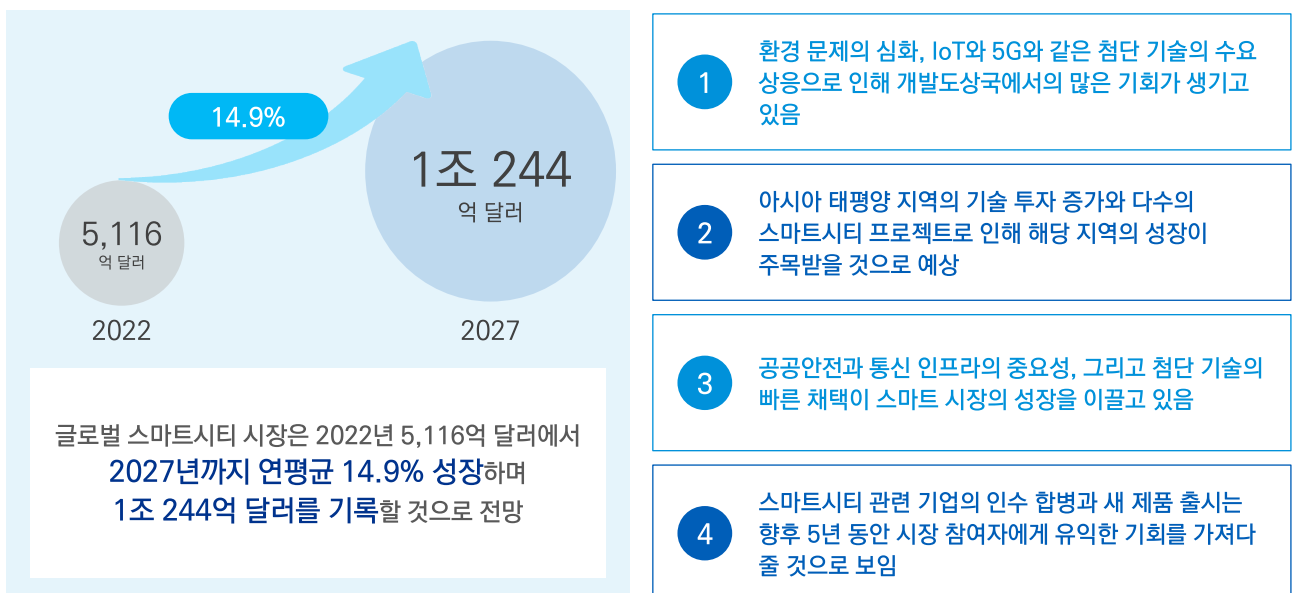 14.9%
5,116
억 달러
2022
1조 244
억 달러
2027
글로벌 스마트시티 시장은 2022년 5,116억 달러에서
2027년까지 연평균 14.9% 성장하며
1조 244억 달러를 기록할 것으로 전망
1
환경 문제의 심화, IoT와 5G와 같은 첨단 기술의 수요
상응으로 인해 개발도상국에서의 많은 기회가 생기고
있음
2
아시아 태평양 지역의 기술 투자 증가와 다수의
스마트시티 프로젝트로 인해 해당 지역의 성장이
주목받을 것으로 예상
3
공공안전과 통신 인프라의 중요성, 그리고 첨단 기술의
빠른 채택이 스마트 시장의 성장을 이끌고 있음
4
스마트시티 관련 기업의 인수 합병과 새 제품 출시는
향후 5년 동안 시장 참여자에게 유익한 기회를 가져다
줄 것으로 보임